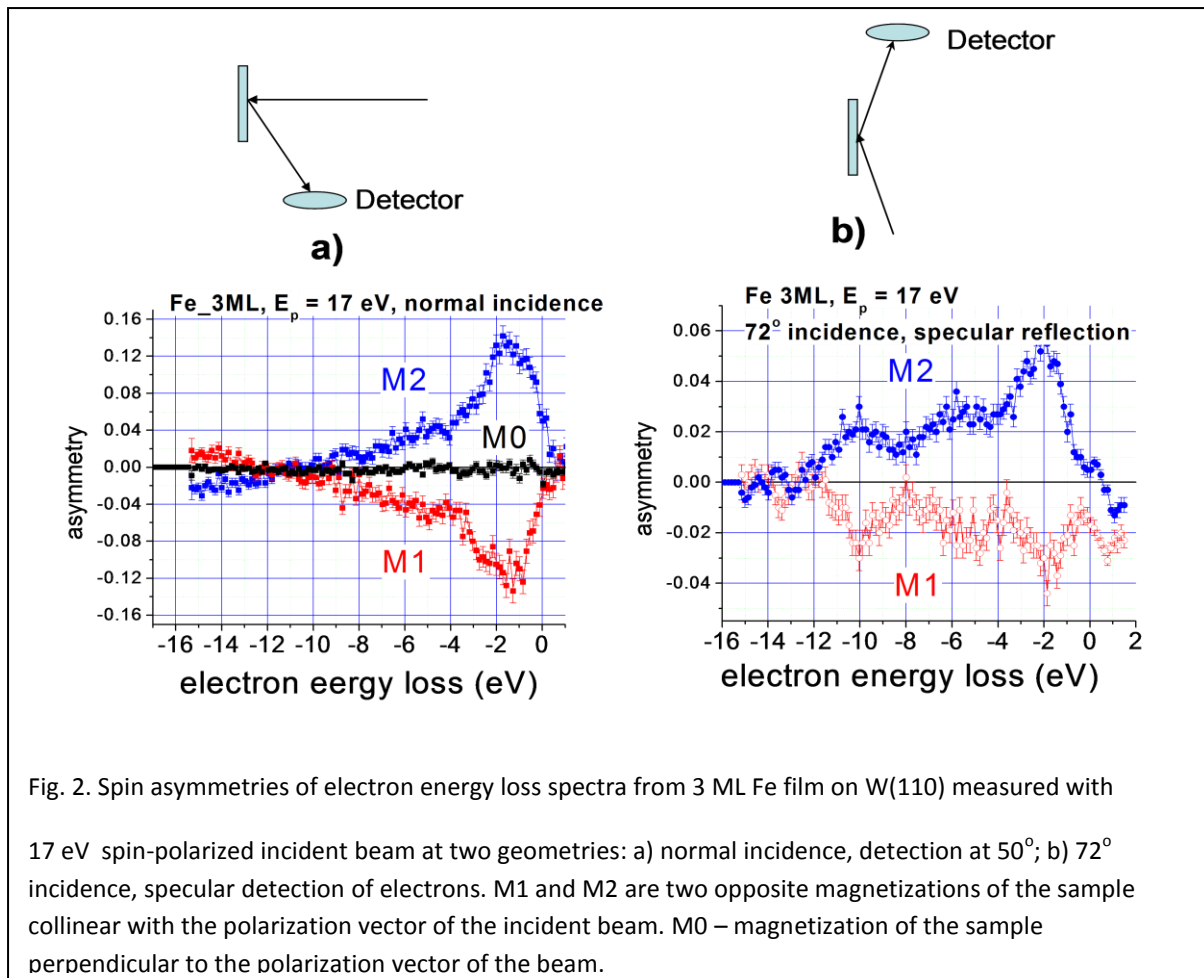 Detector
Detector
a)
b)
Fe_3ML, Eₚ = 17 eV, normal incidence
0.16
0.12
0.08
0.04
0.00
-0.04
-0.08
-0.12
-0.16
asymmetry
M2
M0
M1
-16 -14 -12 -10 -8 -6 -4 -2 0
electron eergy loss (eV)
Fe 3ML, Eₚ = 17 eV
72° incidence, specular reflection
0.06
0.04
0.02
0.00
-0.02
-0.04
asymmetry
M2
M1
-16 -14 -12 -10 -8 -6 -4 -2 0 2
electron energy loss (eV)
Fig. 2. Spin asymmetries of electron energy loss spectra from 3 ML Fe film on W(110) measured with
17 eV spin-polarized incident beam at two geometries: a) normal incidence, detection at 50°; b) 72°
incidence, specular detection of electrons. M1 and M2 are two opposite magnetizations of the sample
collinear with the polarization vector of the incident beam. M0 – magnetization of the sample
perpendicular to the polarization vector of the beam.